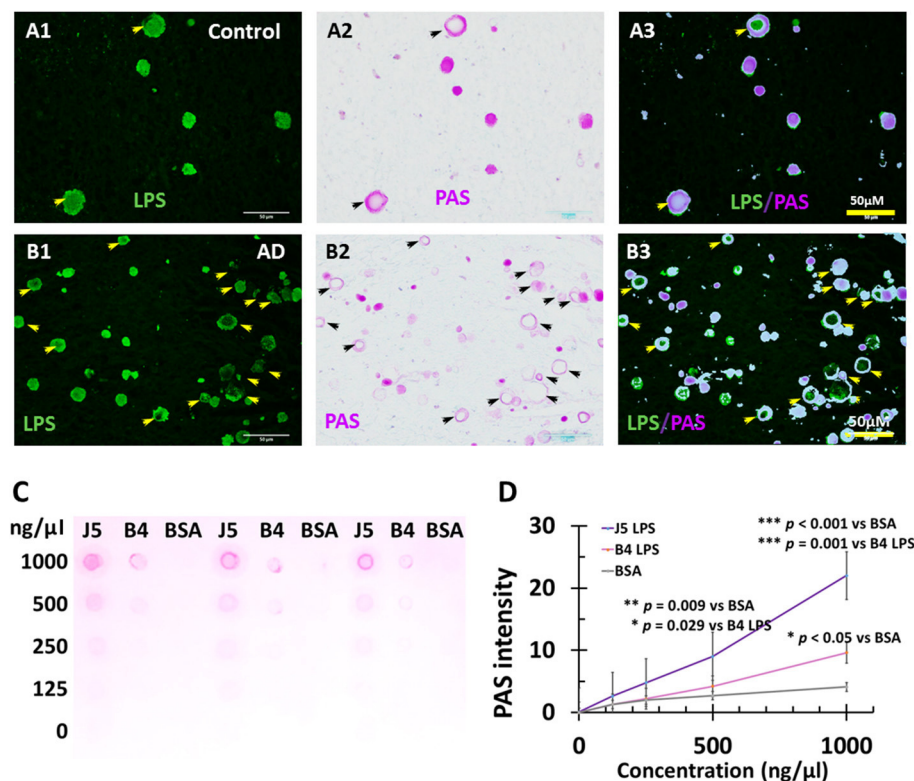 A1
Control
LPS
50 µm
A2
PAS
A3
LPS/PAS
50µM
B1
AD
LPS
50 µm
B2
PAS
B3
LPS/PAS
50µM
C
ng/µl
J5 B4 BSA J5 B4 BSA J5 B4 BSA
1000
500
250
125
0
D
J5 LPS
B4 LPS
BSA
*** p < 0.001 vs BSA
*** p = 0.001 vs B4 LPS
** p = 0.009 vs BSA
* p = 0.029 vs B4 LPS
* p < 0.05 vs BSA
PAS intensity
30
20
10
0
0 500 1000
Concentration (ng/µl)